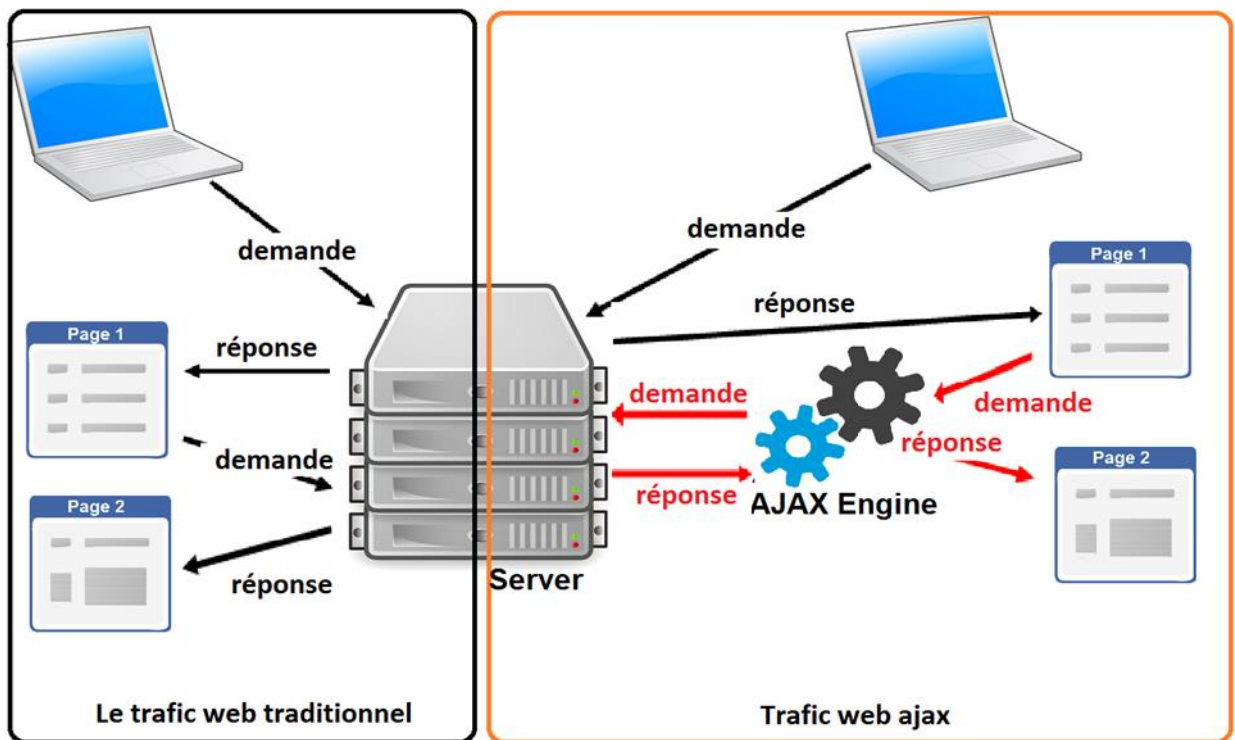 demande
Page 1
réponse
demande
Page 2
réponse
Server
Le trafic web traditionnel
demande
réponse
Page 1
demande
demande
réponse
réponse
AJAX Engine
Page 2
Trafic web ajax